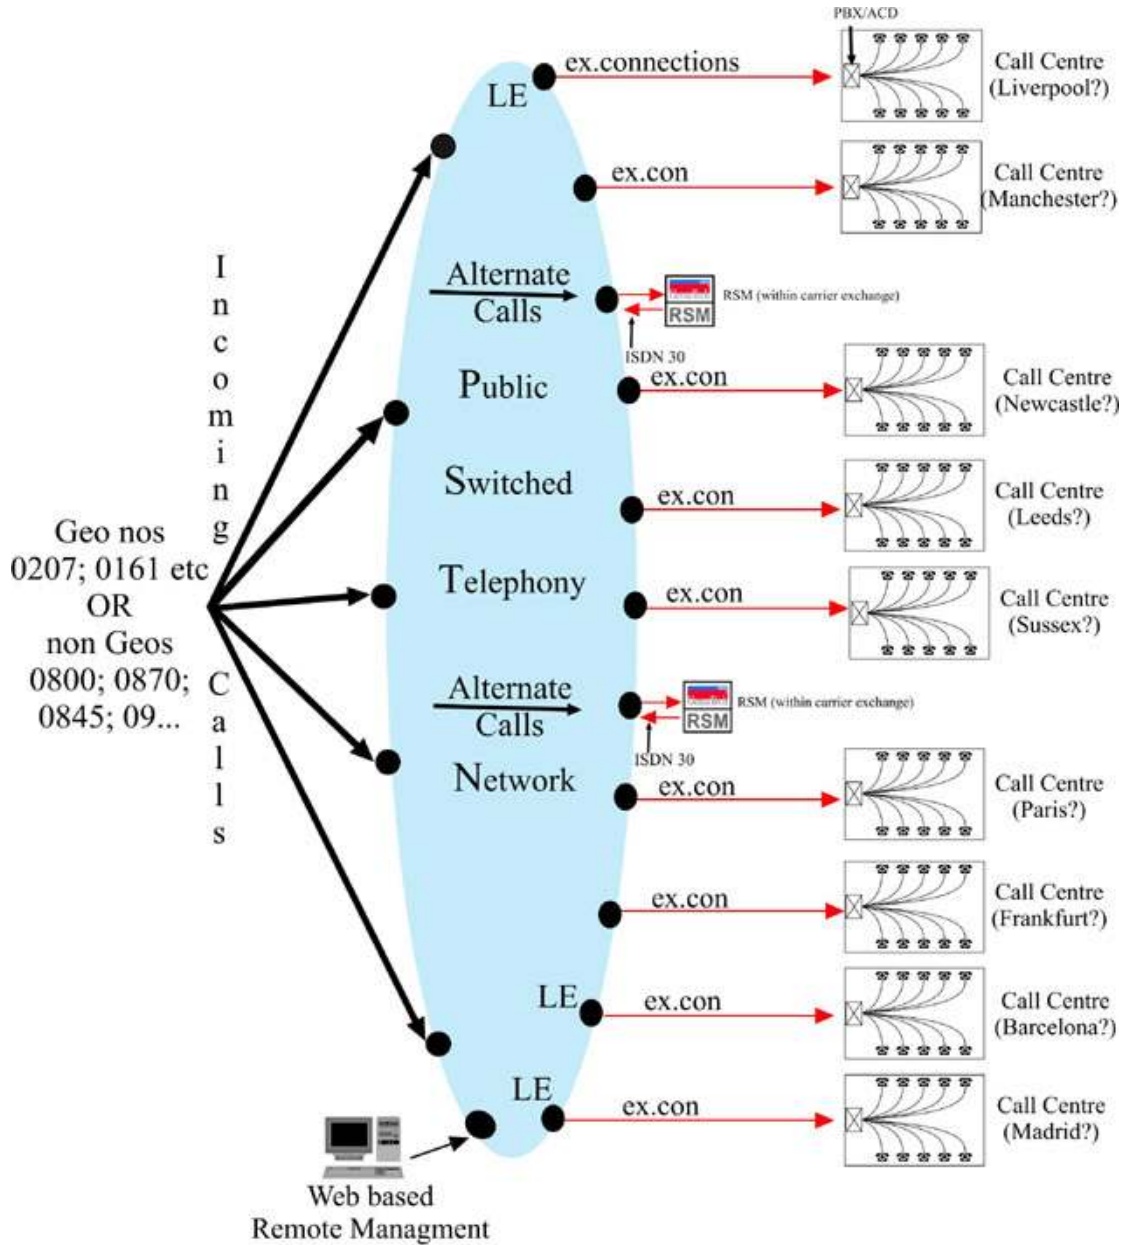 PBX/ACD
LE
ex.connections
Call Centre
(Liverpool?)
ex.con
Call Centre
(Manchester?)
Incoming
Calls
Alternate
Calls
RSM
RSM (within carrier exchange)
ISDN 30
Public
ex.con
Call Centre
(Newcastle?)
Switched
ex.con
Call Centre
(Leeds?)
Geo nos
0207; 0161 etc
OR
non Geos
0800; 0870;
0845; 09...
Telephony
ex.con
Call Centre
(Sussex?)
Alternate
Calls
RSM
RSM (within carrier exchange)
ISDN 30
Network
ex.con
Call Centre
(Paris?)
ex.con
Call Centre
(Frankfurt?)
LE
ex.con
Call Centre
(Barcelona?)
LE
ex.con
Call Centre
(Madrid?)
Web based
Remote Managment